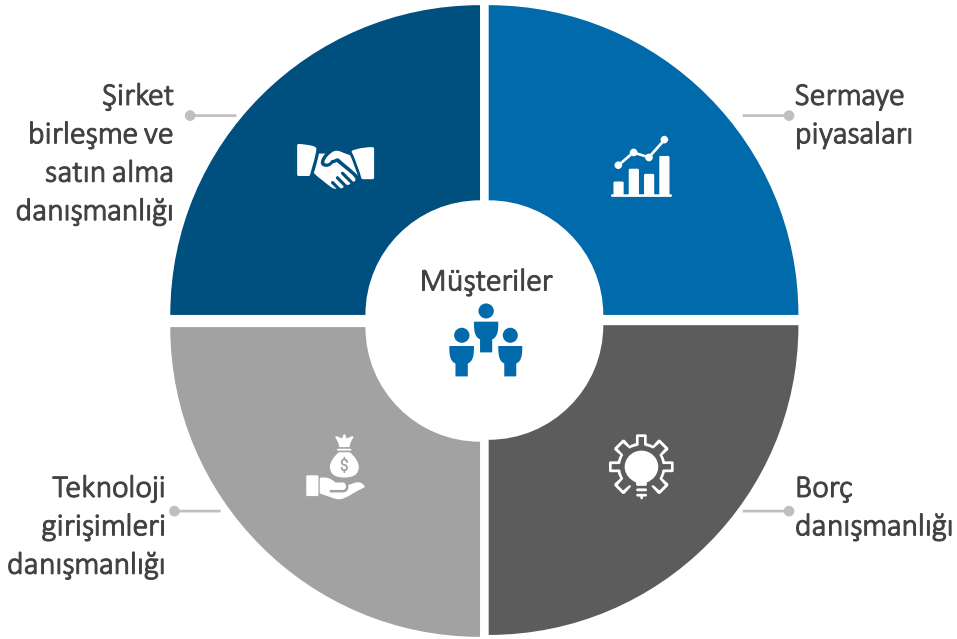 Şirket
birleşme ve
satın alma
danışmanlığı
Sermaye
piyasaları
Müşteriler
$
Teknoloji
girişimleri
danışmanlığı
Borç
danışmanlığı